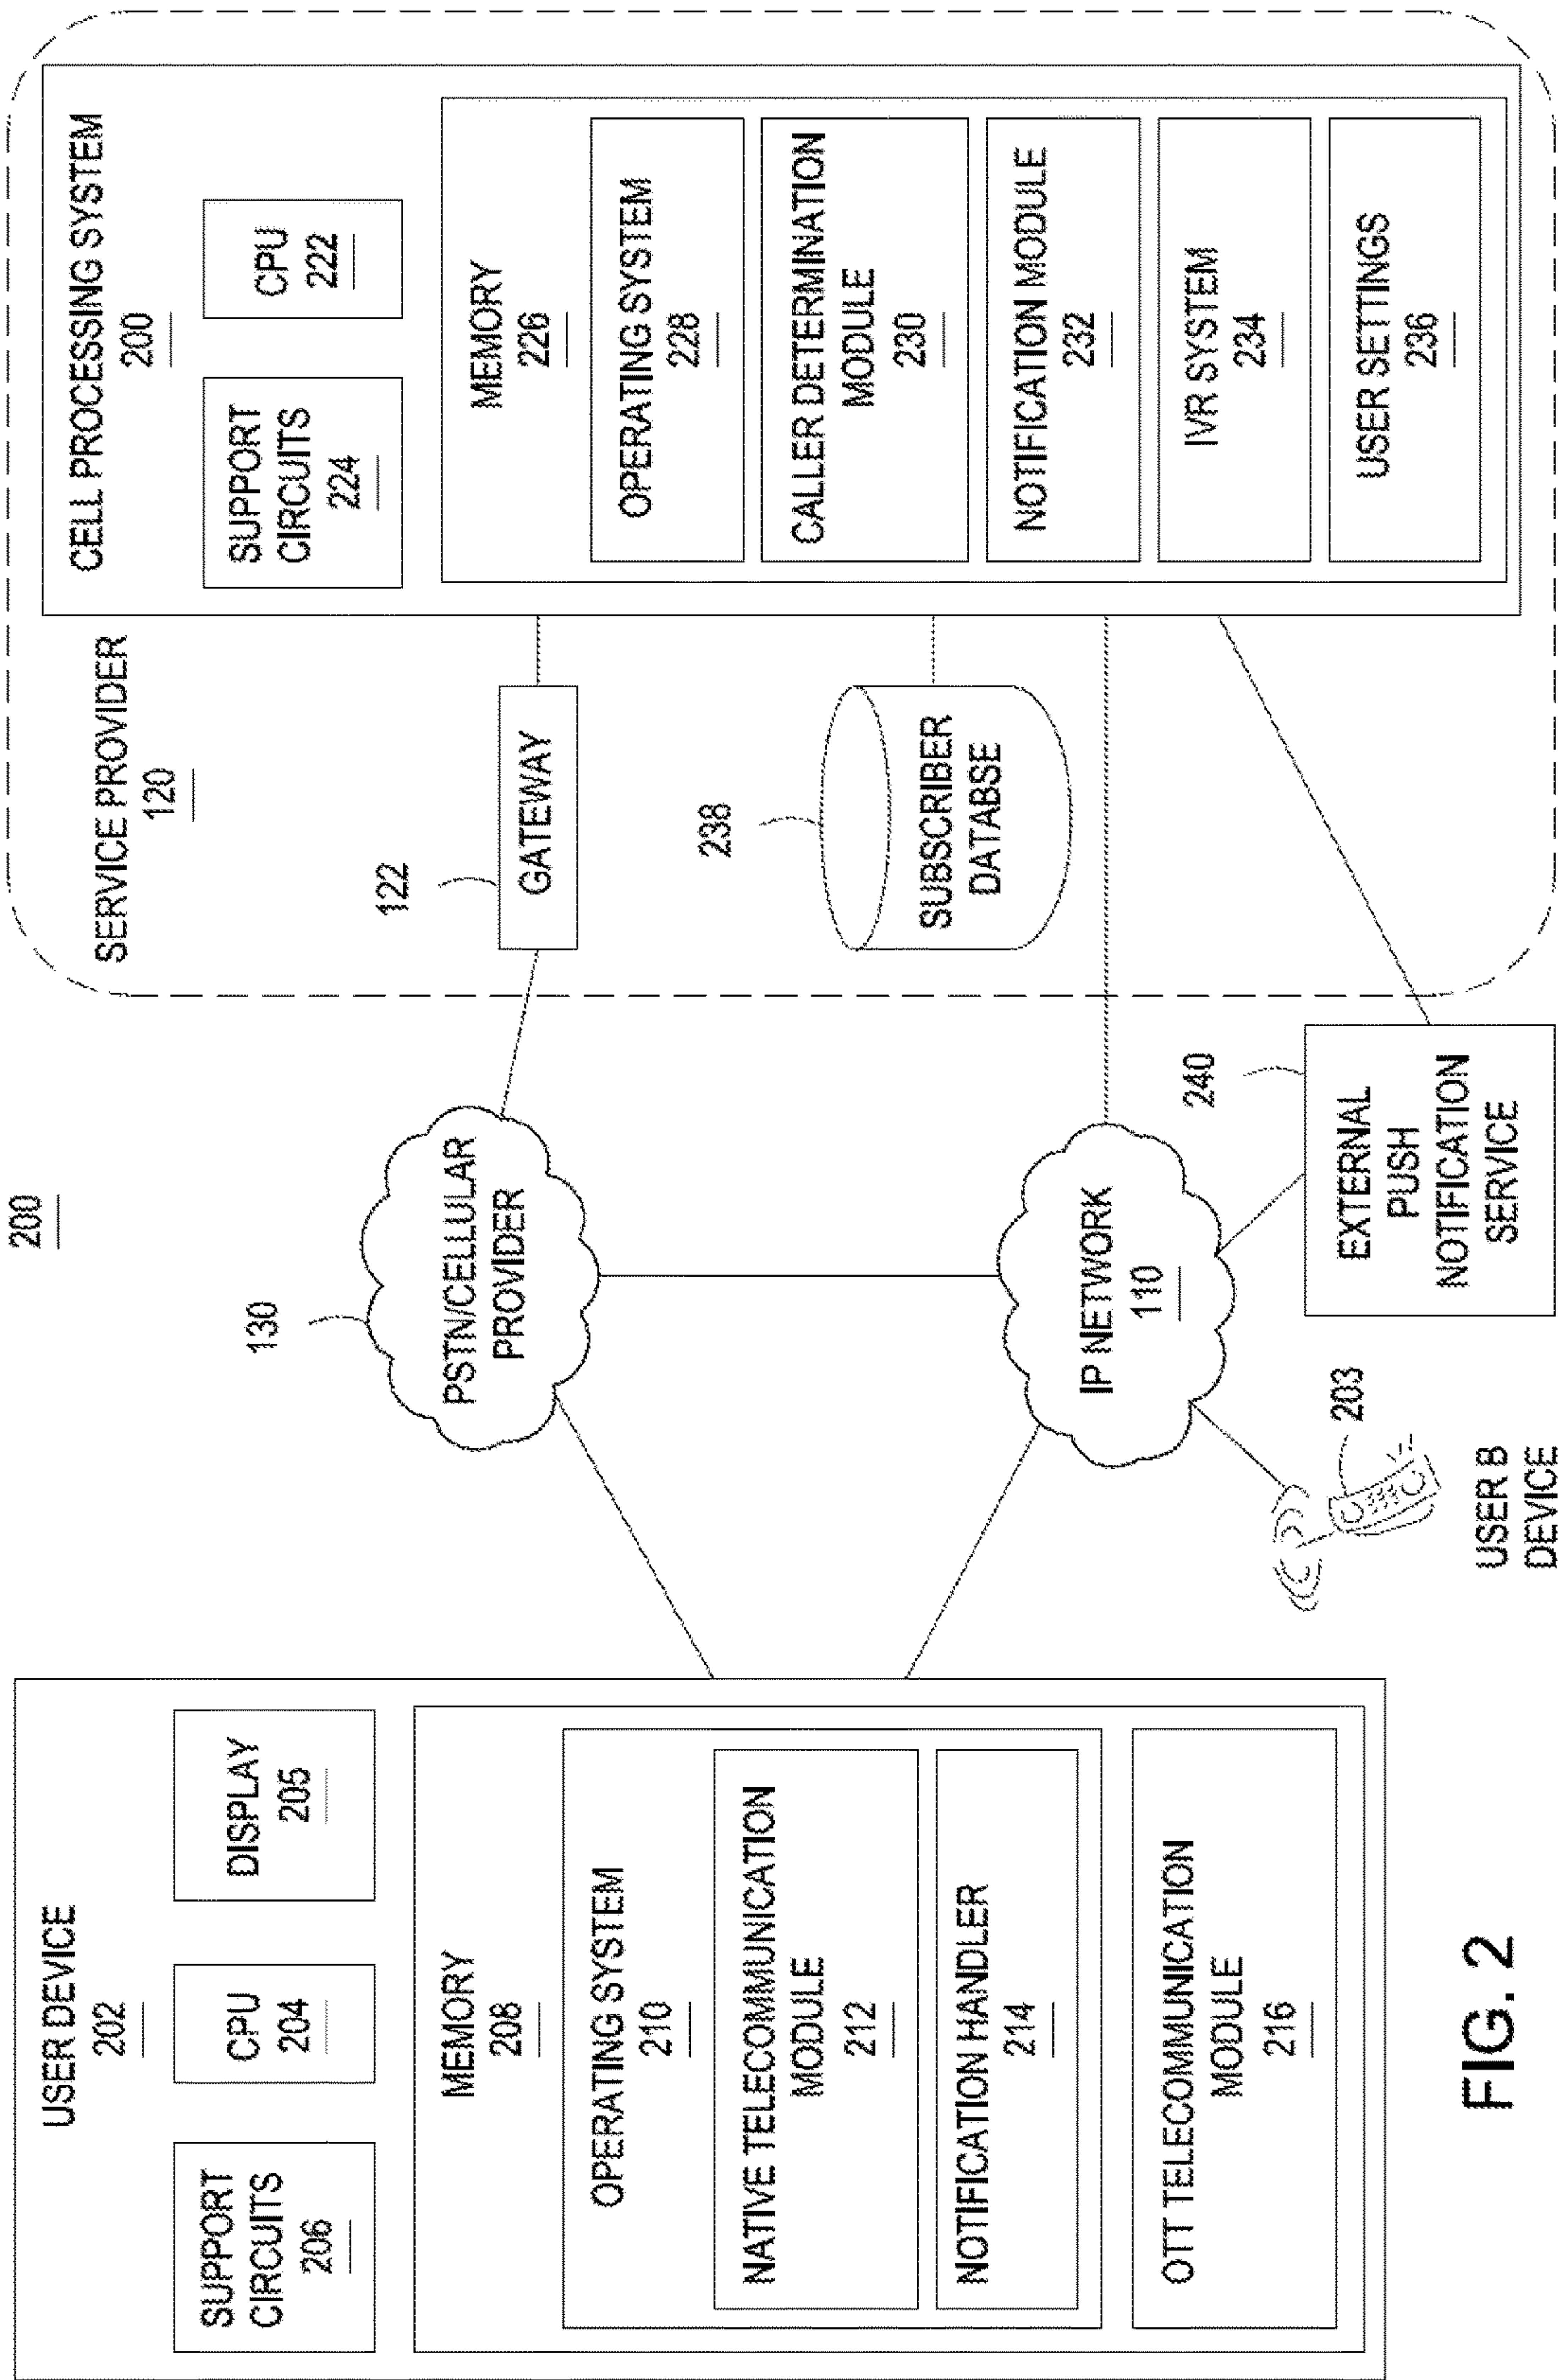 200
USER DEVICE
202
SUPPORT
CIRCUITS
206
CPU
204
DISPLAY
205
MEMORY
208
OPERATING SYSTEM
210
NATIVE TELECOMMUNICATION
MODULE
212
NOTIFICATION HANDLER
214
OTT TELECOMMUNICATION
MODULE
216
130
PSTN/CELLULAR
PROVIDER
IP NETWORK
110
203
USER B
DEVICE
240
EXTERNAL
PUSH
NOTIFICATION
SERVICE
SERVICE PROVIDER
120
122
GATEWAY
238
SUBSCRIBER
DATABSE
CELL PROCESSING SYSTEM
200
SUPPORT
CIRCUITS
224
CPU
222
MEMORY
226
OPERATING SYSTEM
228
CALLER DETERMINATION
MODULE
230
NOTIFICATION MODULE
232
IVR SYSTEM
234
USER SETTINGS
236
FIG. 2